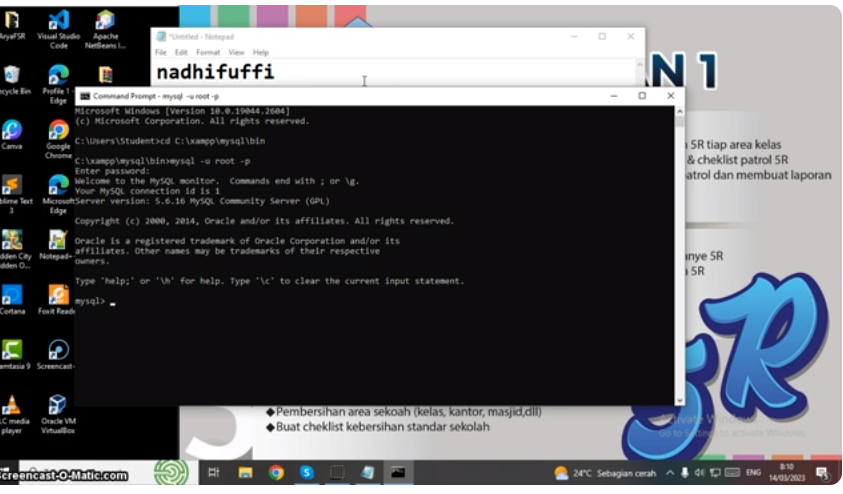 AryaFSR
Visual Studio
Code
Apache
NetBeans I...
*Untitled - Notepad
File Edit Format View Help
nadhifuffi
N 1
ecycle Bin
Profile 1 -
Edge
Canva
Google
Chrome
blime Text
3
Microsoft
Edge
dden City
dden O...
Notepad+
Cortana
Foxit Reade
amtasia 9
Screencast-
LC media
player
Oracle VM
VirtualBox
Command Prompt - mysql -u root -p
Microsoft Windows [Version 10.0.19044.2604]
(c) Microsoft Corporation. All rights reserved.
C:\Users\Student>cd C:\xampp\mysql\bin
C:\xampp\mysql\bin>mysql -u root -p
Enter password:
Welcome to the MySQL monitor.  Commands end with ; or \g.
Your MySQL connection id is 1
Server version: 5.6.16 MySQL Community Server (GPL)
Copyright (c) 2000, 2014, Oracle and/or its affiliates. All rights reserved.
Oracle is a registered trademark of Oracle Corporation and/or its
affiliates. Other names may be trademarks of their respective
owners.
Type 'help;' or '\h' for help. Type '\c' to clear the current input statement.
mysql>
5R tiap area kelas
& cheklist patrol 5R
atrol dan membuat laporan
anye 5R
5R
5R
◆Pembersihan area sekoah (kelas, kantor, masjid,dll)
◆Buat cheklist kebersihan standar sekolah
Activate Windows
Go to Settings to activate Windows.
Screencast-O-Matic.com
24°C Sebagian cerah
ENG
8:10
14/03/2023